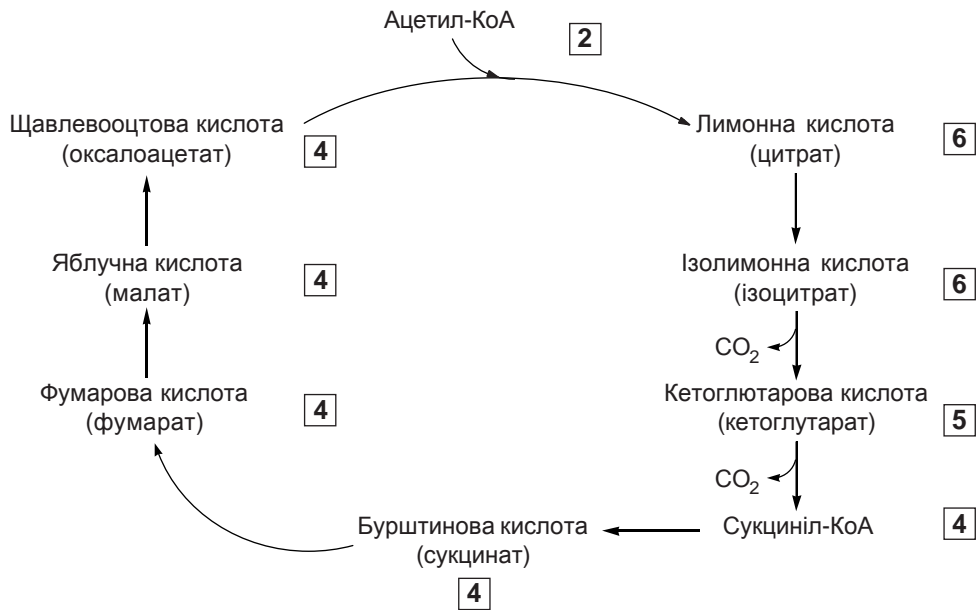 Ацетил-КоА
2
Щавлевооцтова кислота
(оксалоацетат)
4
Лимонна кислота
(цитрат)
6
Яблучна кислота
(малат)
4
Ізолимонна кислота
(ізоцитрат)
6
CO2
Фумарова кислота
(фумарат)
4
Кетоглютарова кислота
(кетоглутарат)
5
CO2
Бурштинова кислота
(сукцинат)
4
Сукциніл-КоА
4